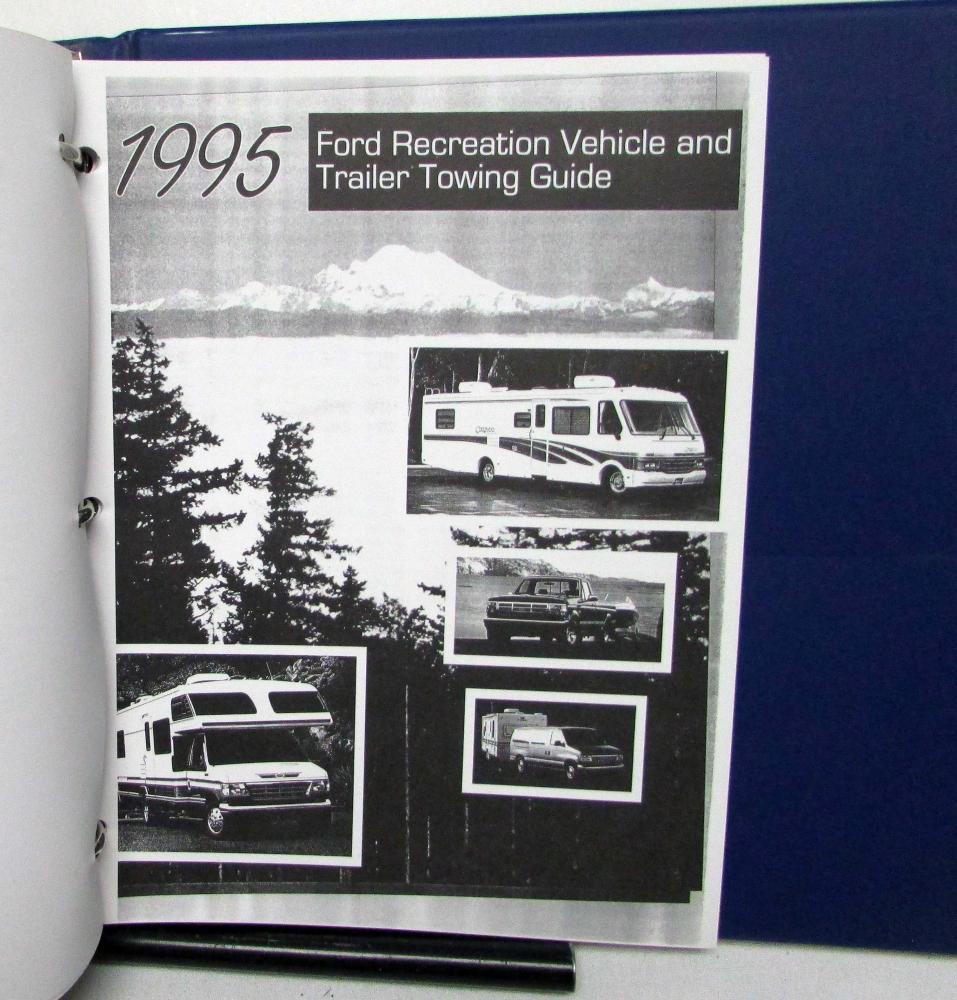 1995
Ford Recreation Vehicle and
Trailer Towing Guide